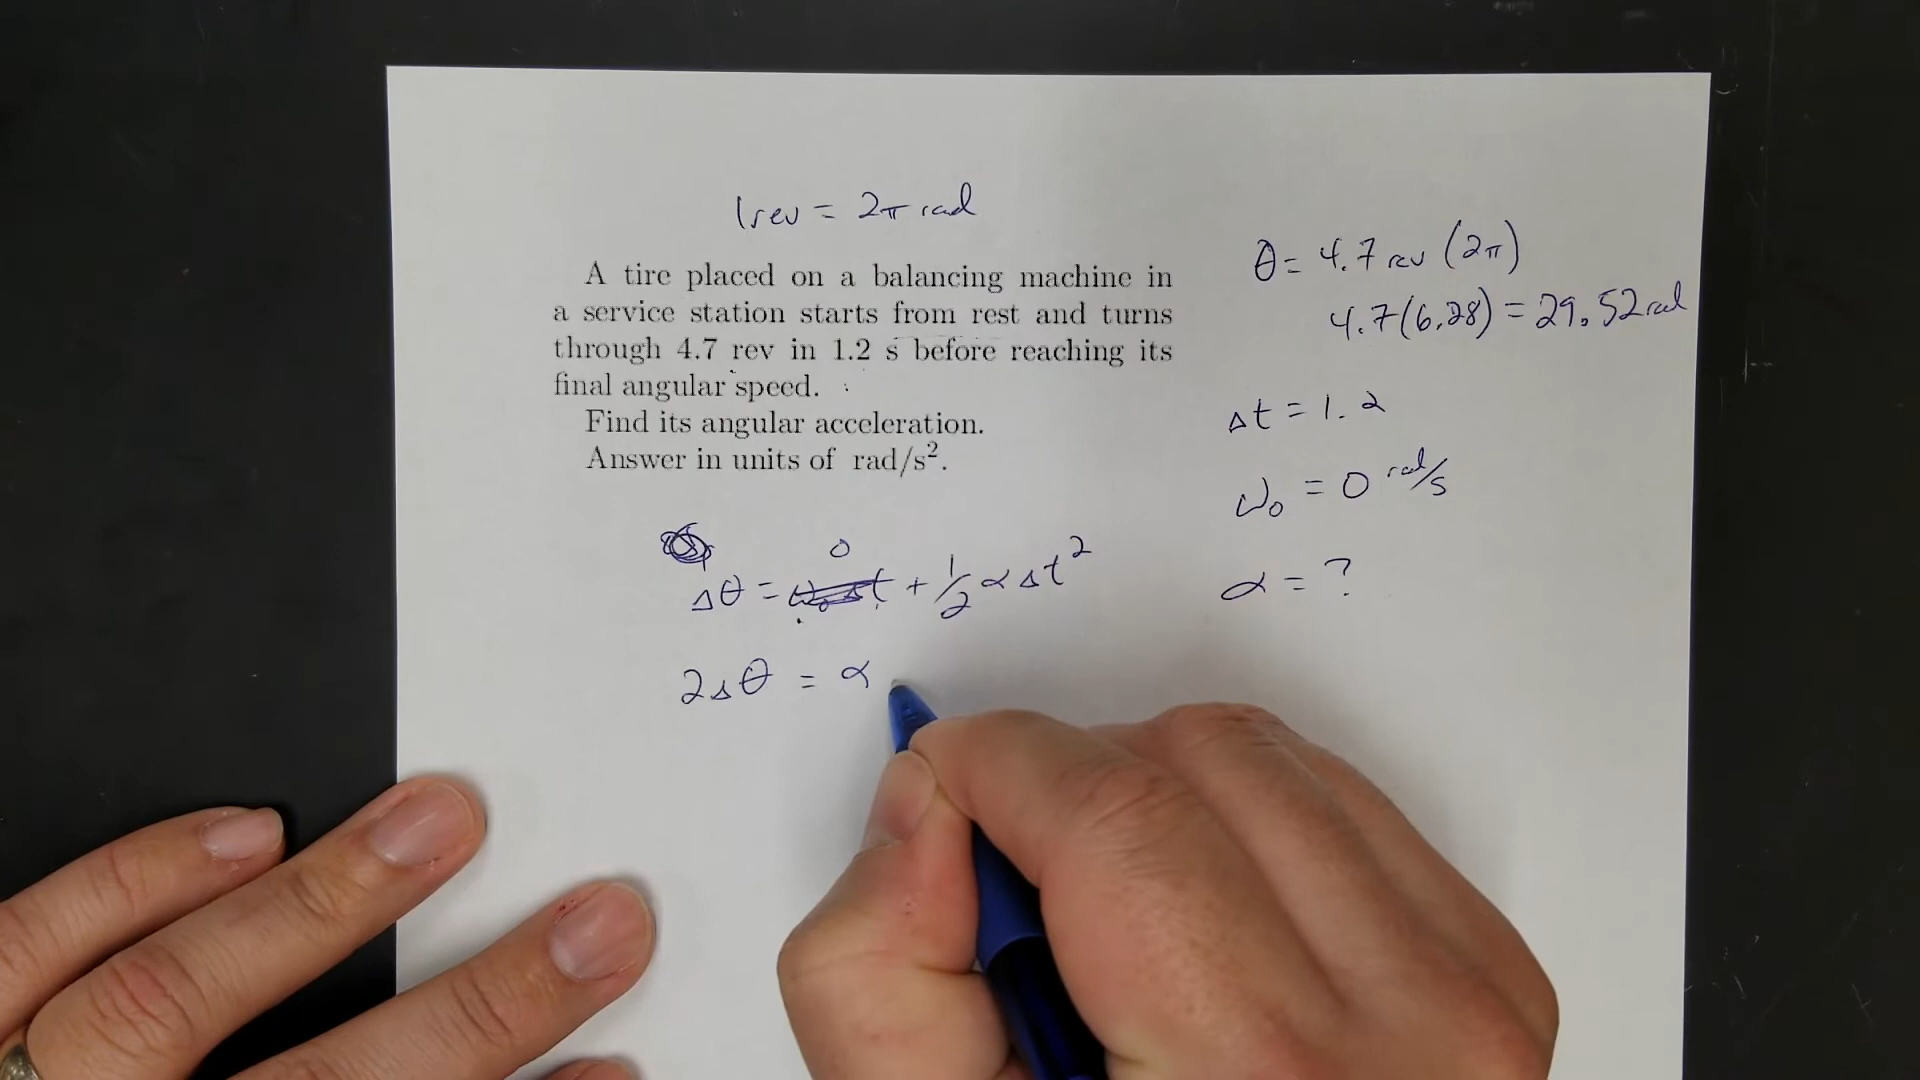 1rev = 2π rad
A tire placed on a balancing machine in
a service station starts from rest and turns
through 4.7 rev in 1.2 s before reaching its
final angular speed.
Find its angular acceleration.
Answer in units of rad/s².
Δθ = ω₀Δt + 1/2 αΔt²
0
2Δθ = α
θ = 4.7 rev (2π)
4.7(6.28) = 29.52 rad
Δt = 1.2
ω₀ = 0 rad/s
α = ?